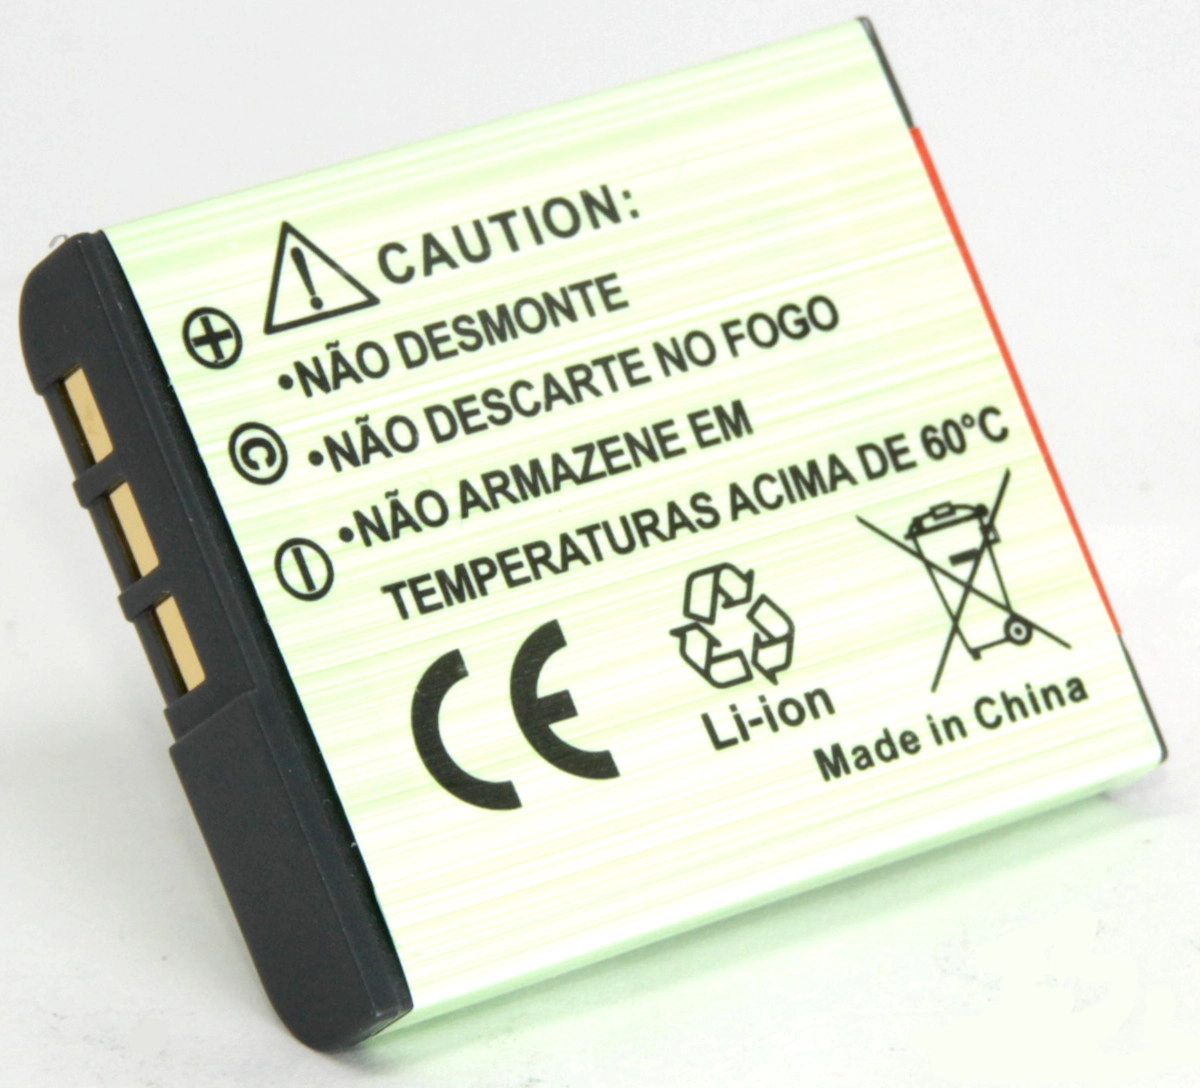 CAUTION:
•NÃO DESMONTE
•NÃO DESCARTE NO FOGO
•NÃO ARMAZENE EM
TEMPERATURAS ACIMA DE 60°C
CE
Li-ion
Made in China